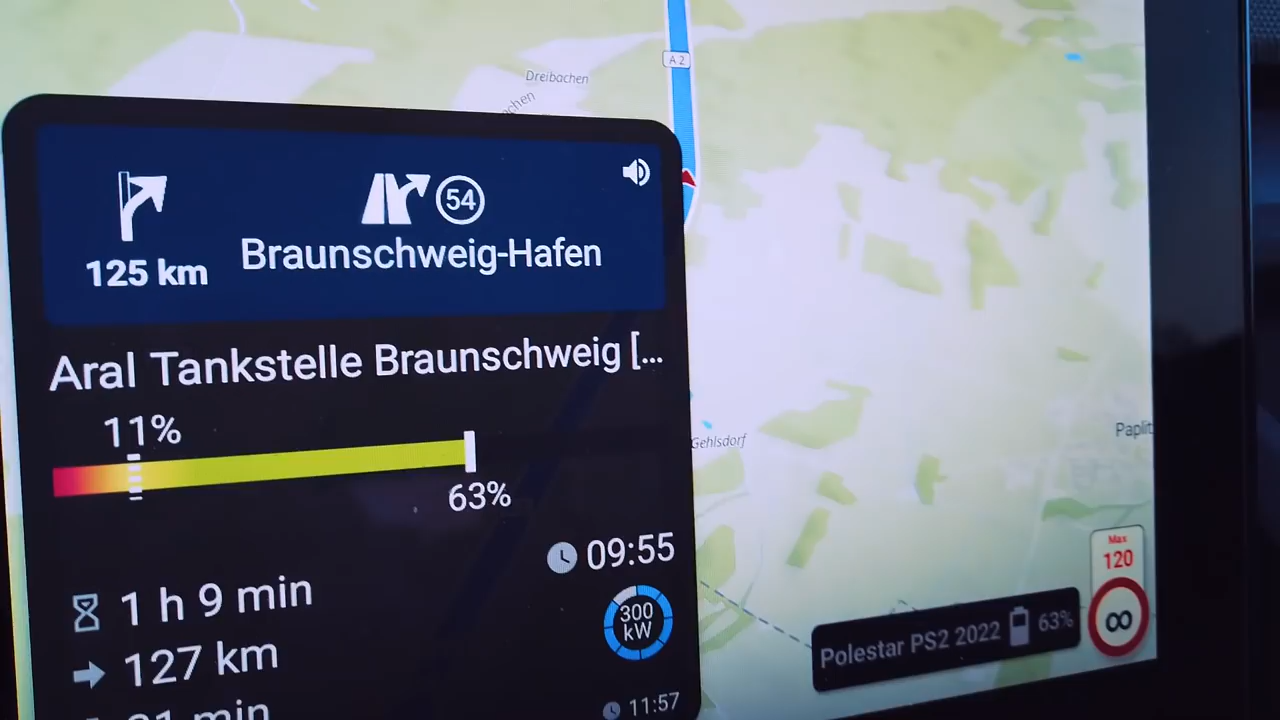 A 2
Dreibachen
54
125 km
Braunschweig-Hafen
Aral Tankstelle Braunschweig [...
11%
63%
09:55
1 h 9 min
300
kW
127 km
11:57
Gehlsdorf
Paplit
Max
120
∞
Polestar PS2 2022
63%